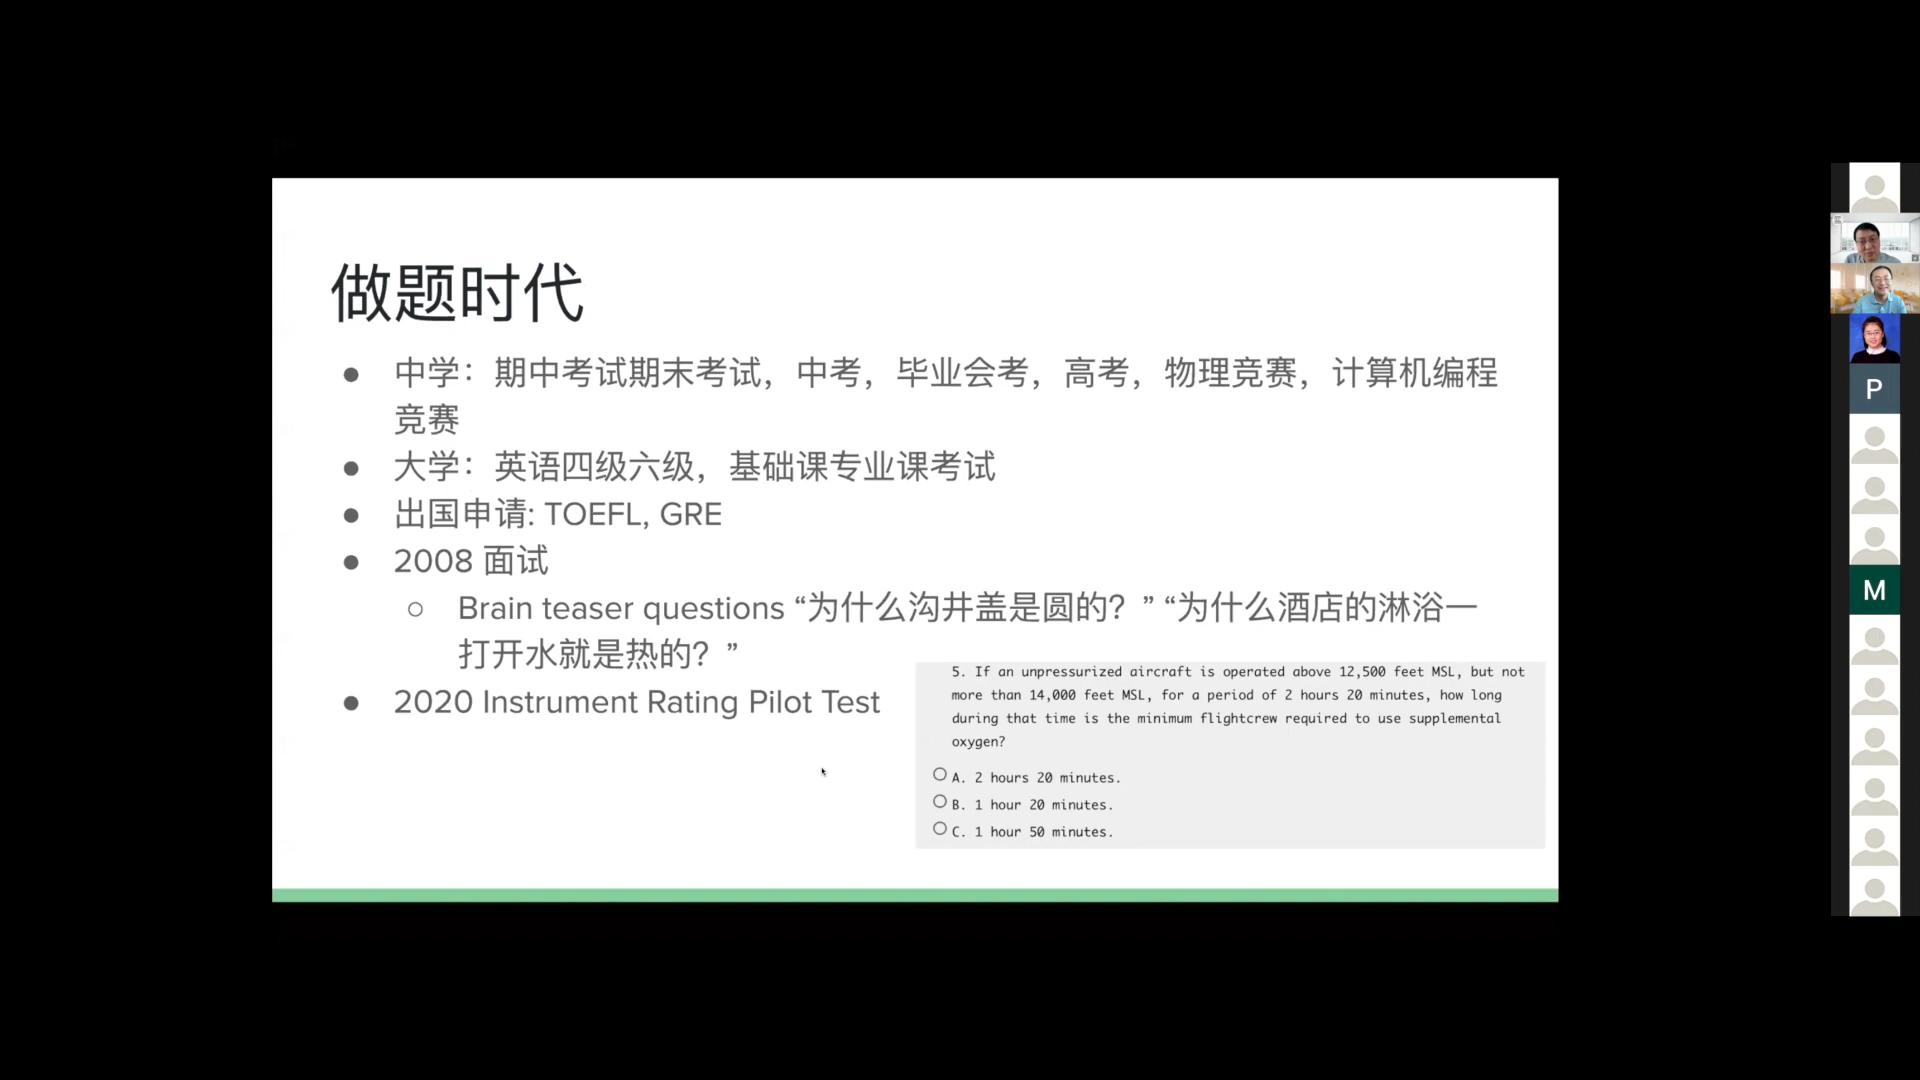 做题时代
● 中学：期中考试期末考试，中考，毕业会考，高考，物理竞赛，计算机编程
竞赛
● 大学：英语四级六级，基础课专业课考试
● 出国申请: TOEFL, GRE
● 2008 面试
○ Brain teaser questions “为什么沟井盖是圆的？” “为什么酒店的淋浴一
打开水就是热的？”
● 2020 Instrument Rating Pilot Test
5. If an unpressurized aircraft is operated above 12,500 feet MSL, but not
more than 14,000 feet MSL, for a period of 2 hours 20 minutes, how long
during that time is the minimum flightcrew required to use supplemental
oxygen?
A. 2 hours 20 minutes.
B. 1 hour 20 minutes.
C. 1 hour 50 minutes.
P
M